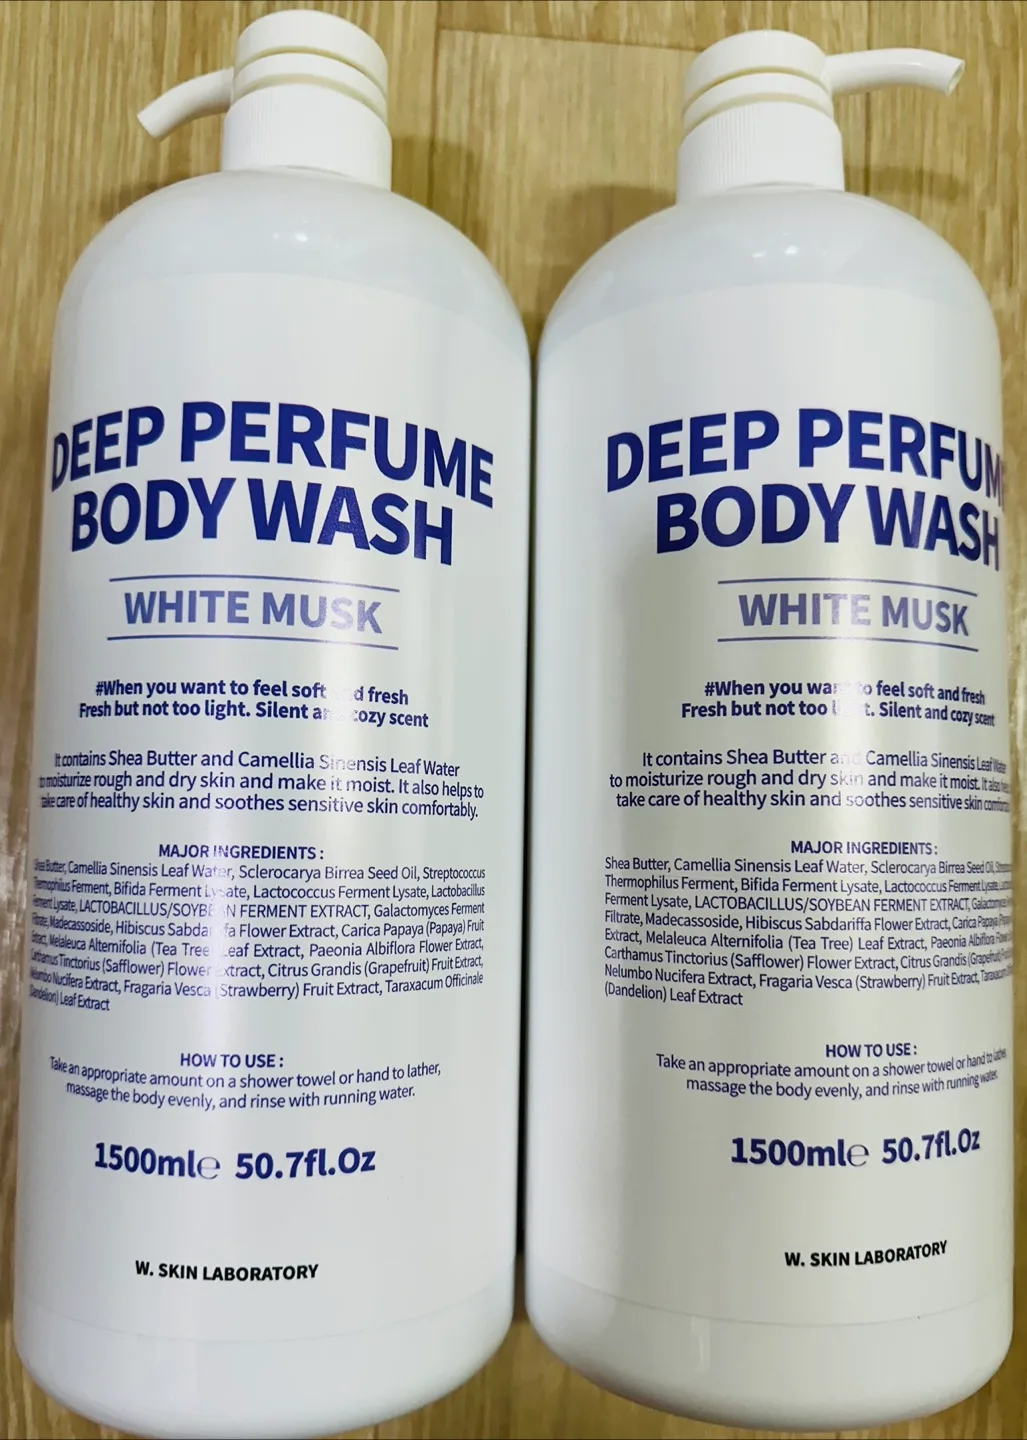 DEEP PERFUME
BODY WASH
WHITE MUSK
#When you want to feel soft and fresh
Fresh but not too light. Silent and cozy scent
It contains Shea Butter and Camellia Sinensis Leaf Water
to moisturize rough and dry skin and make it moist. It also helps to
take care of healthy skin and soothes sensitive skin comfortably.
MAJOR INGREDIENTS :
Shea Butter, Camellia Sinensis Leaf Water, Sclerocarya Birrea Seed Oil, Streptococcus
Thermophilus Ferment, Bifida Ferment Lysate, Lactococcus Ferment Lysate, Lactobacillus
Ferment Lysate, LACTOBACILLUS/SOYBEAN FERMENT EXTRACT, Galactomyces Ferment
Filtrate, Madecassoside, Hibiscus Sabdariffa Flower Extract, Carica Papaya (Papaya) Fruit
Extract, Melaleuca Alternifolia (Tea Tree) Leaf Extract, Paeonia Albiflora Flower Extract,
Carthamus Tinctorius (Safflower) Flower Extract, Citrus Grandis (Grapefruit) Fruit Extract,
Nelumbo Nucifera Extract, Fragaria Vesca (Strawberry) Fruit Extract, Taraxacum Officinale
(Dandelion) Leaf Extract
HOW TO USE :
Take an appropriate amount on a shower towel or hand to lather,
massage the body evenly, and rinse with running water.
1500ml℮ 50.7fl.Oz
W. SKIN LABORATORY
DEEP PERFUM
BODY WASH
WHITE MUSK
#When you want to feel soft and fresh
Fresh but not too light. Silent and cozy scent
It contains Shea Butter and Camellia Sinensis Leaf Water
to moisturize rough and dry skin and make it moist. It also
take care of healthy skin and soothes sensitive skin
MAJOR INGREDIENTS :
Shea Butter, Camellia Sinensis Leaf Water, Sclerocarya Birrea Seed Oil,
Thermophilus Ferment, Bifida Ferment Lysate, Lactococcus Ferment Lysate,
Ferment Lysate, LACTOBACILLUS/SOYBEAN FERMENT EXTRACT,
Filtrate, Madecassoside, Hibiscus Sabdariffa Flower Extract, Carica Papaya
Extract, Melaleuca Alternifolia (Tea Tree) Leaf Extract, Paeonia Albiflora Flower
Carthamus Tinctorius (Safflower) Flower Extract, Citrus Grandis (Grapefruit)
Nelumbo Nucifera Extract, Fragaria Vesca (Strawberry) Fruit Extract,
(Dandelion) Leaf Extract
HOW TO USE :
Take an appropriate amount on a shower towel or hand to lather,
massage the body evenly, and rinse with running water.
1500ml℮ 50.7fl.Oz
W. SKIN LABORATORY